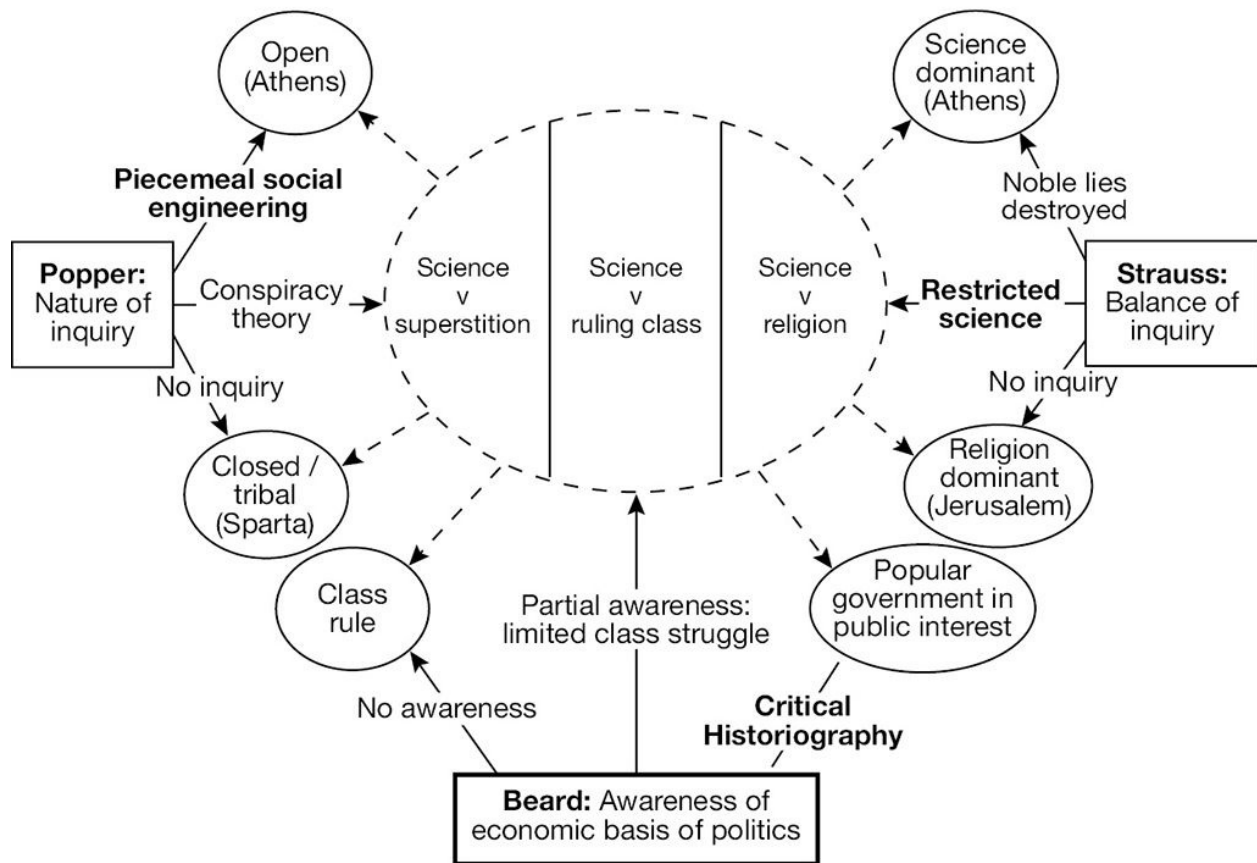 Open
(Athens)
Science
dominant
(Athens)
Piecemeal social
engineering
Noble lies
destroyed
Popper:
Nature of
inquiry
Conspiracy
theory
Science
v
superstition
Science
v
ruling class
Science
v
religion
Restricted
science
Strauss:
Balance of
inquiry
No inquiry
No inquiry
Closed /
tribal
(Sparta)
Religion
dominant
(Jerusalem)
Class
rule
Partial awareness:
limited class struggle
Popular
government in
public interest
No awareness
Critical
Historiography
Beard: Awareness of
economic basis of politics